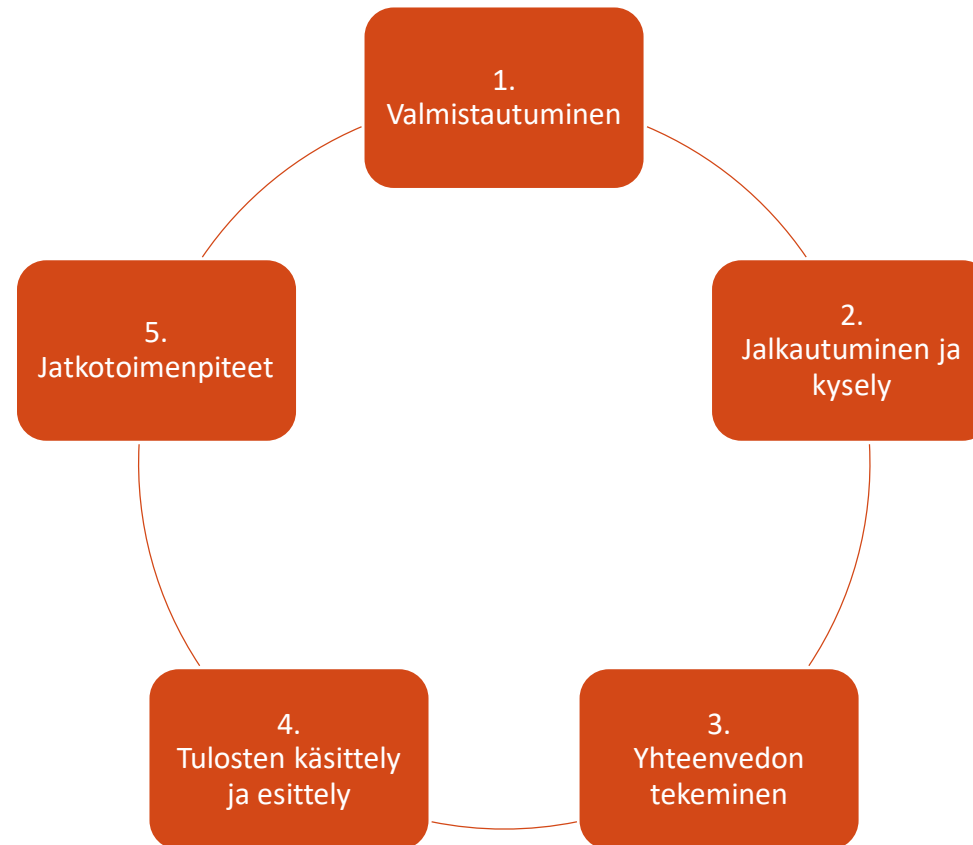 1.
Valmistautuminen
2.
Jalkautuminen ja
kysely
3.
Yhteenvedon
tekeminen
4.
Tulosten käsittely
ja esittely
5.
Jatkotoimenpiteet